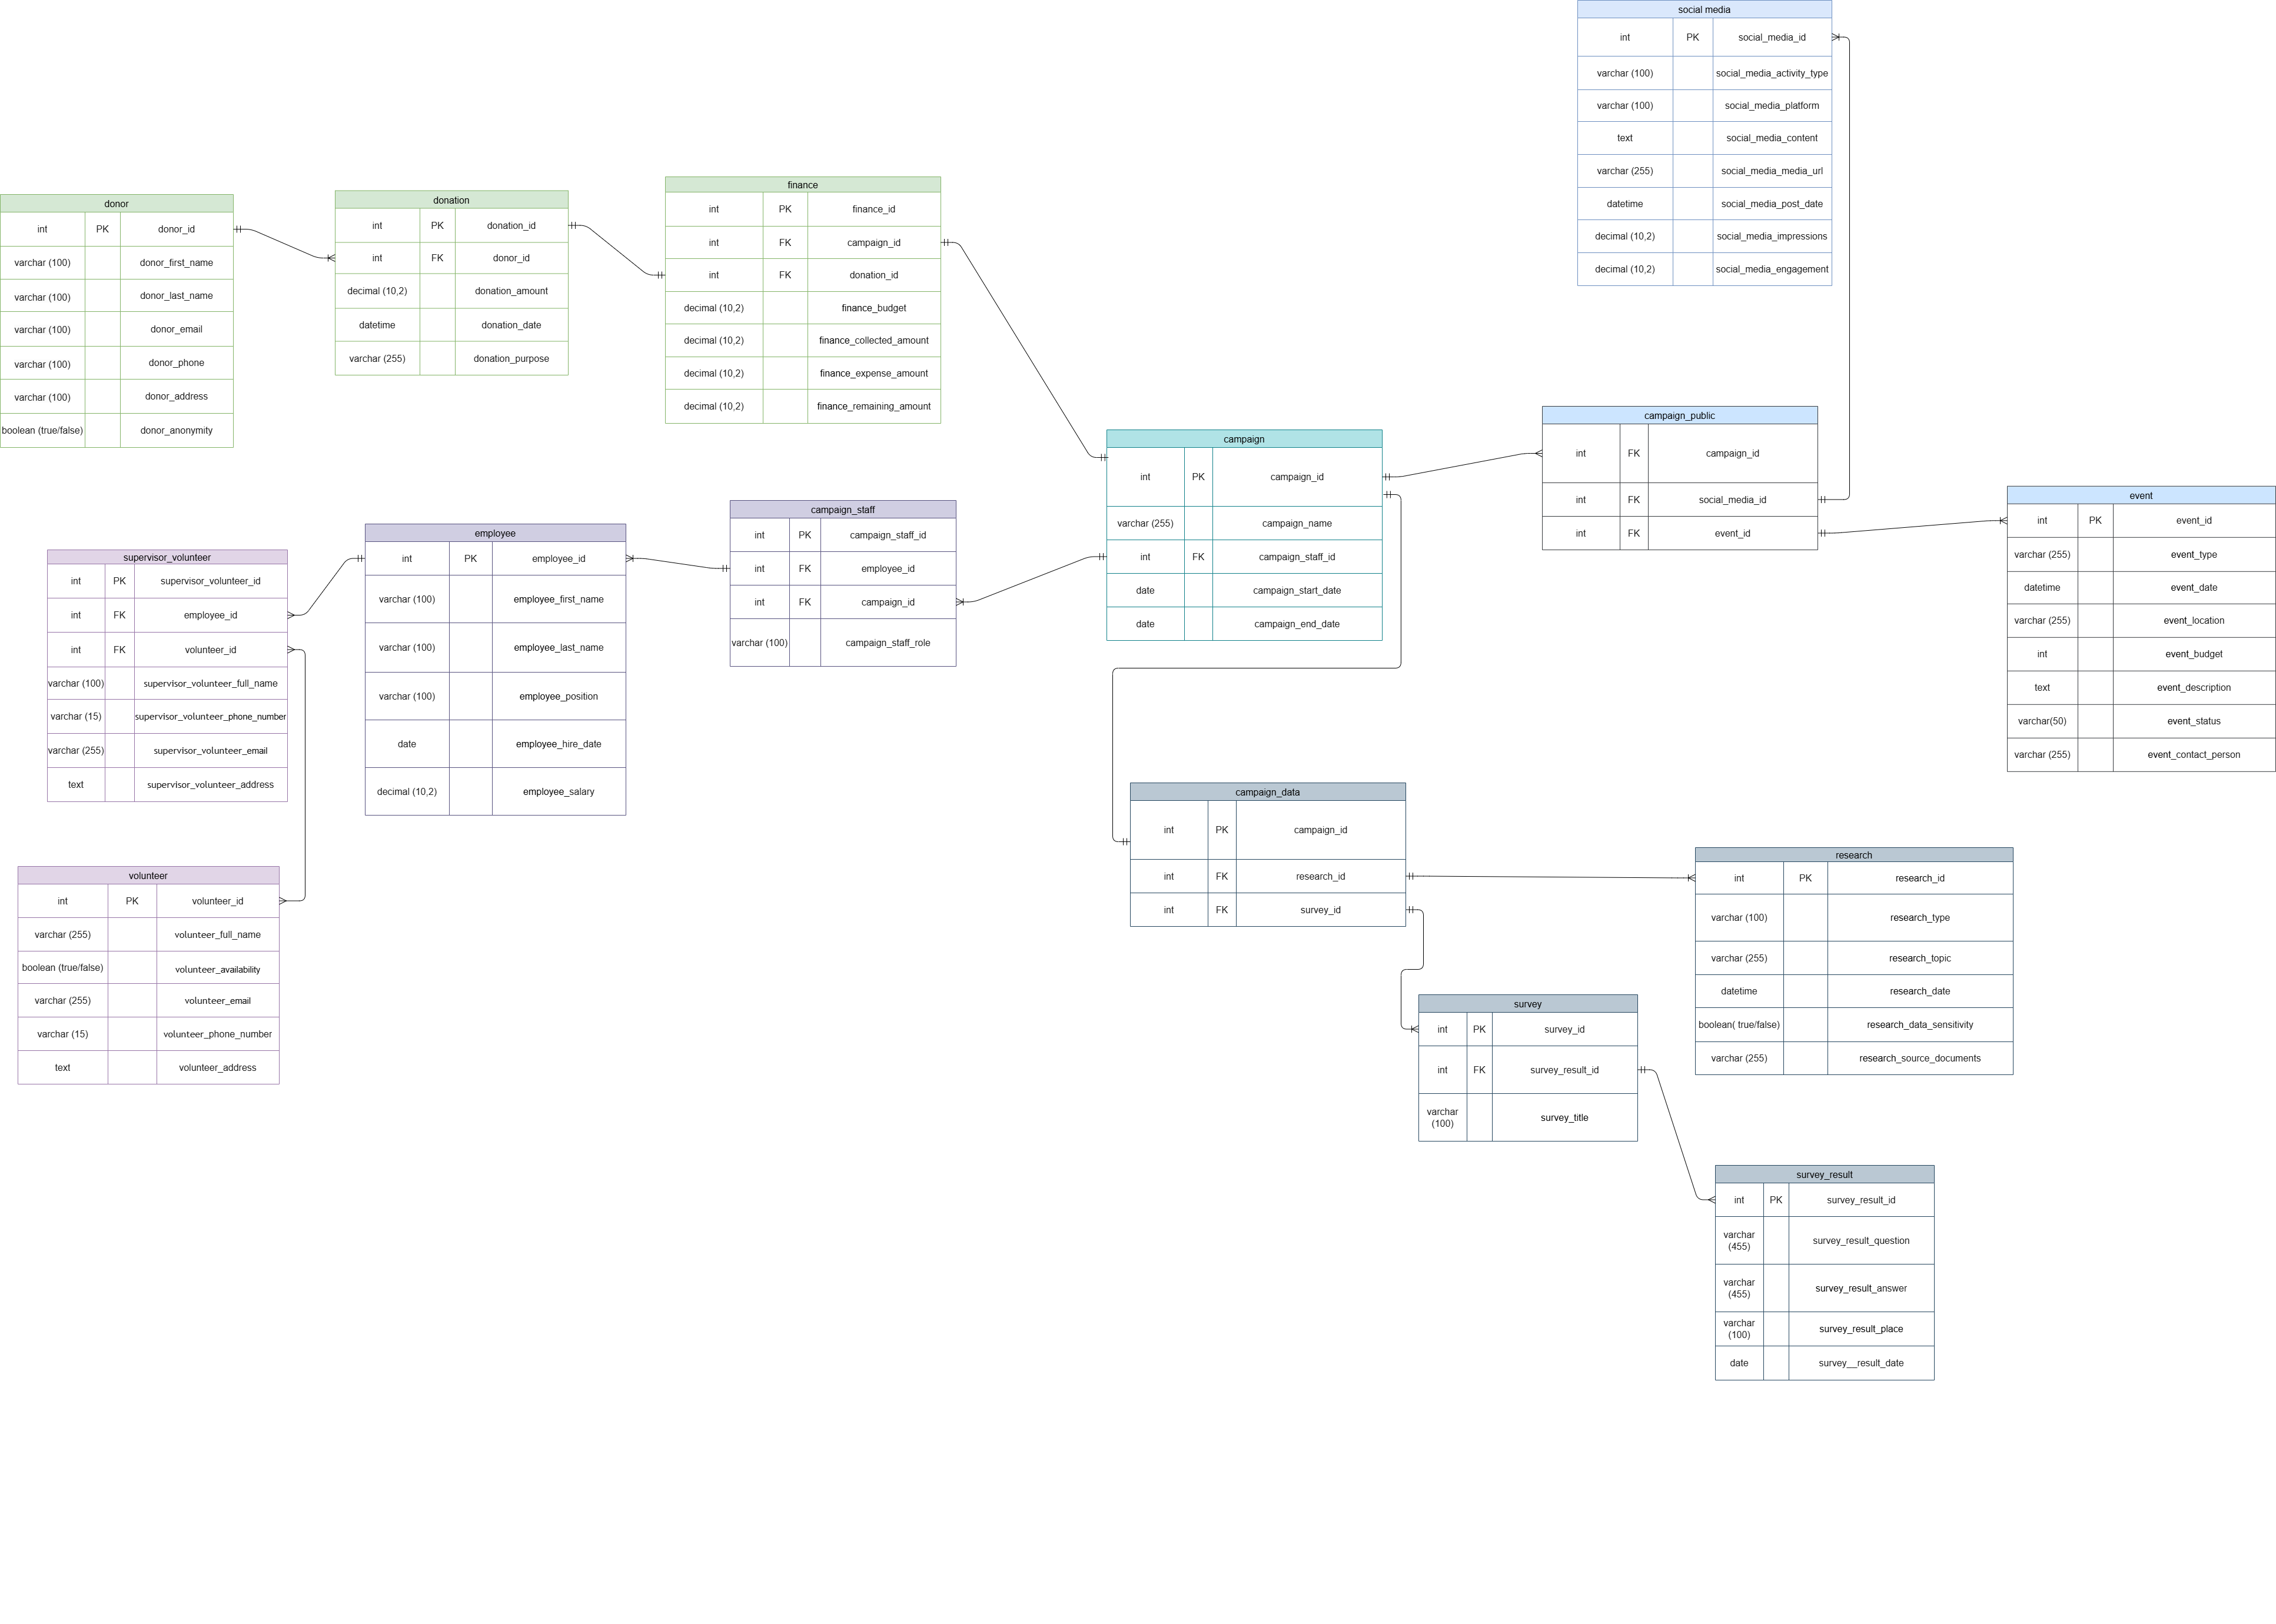 social media
int PK social_media_id
varchar (100) social_media_activity_type
varchar (100) social_media_platform
text social_media_content
varchar (255) social_media_media_url
datetime social_media_post_date
decimal (10,2) social_media_impressions
decimal (10,2) social_media_engagement
donor
int PK donor_id
varchar (100) donor_first_name
varchar (100) donor_last_name
varchar (100) donor_email
varchar (100) donor_phone
varchar (100) donor_address
boolean (true/false) donor_anonymity
donation
int PK donation_id
int FK donor_id
decimal (10,2) donation_amount
datetime donation_date
varchar (255) donation_purpose
finance
int PK finance_id
int FK campaign_id
int FK donation_id
decimal (10,2) finance_budget
decimal (10,2) finance_collected_amount
decimal (10,2) finance_expense_amount
decimal (10,2) finance_remaining_amount
campaign
int PK campaign_id
varchar (255) campaign_name
int FK campaign_staff_id
date campaign_start_date
date campaign_end_date
campaign_public
int FK campaign_id
int FK social_media_id
int FK event_id
event
int PK event_id
varchar (255) event_type
datetime event_date
varchar (255) event_location
int event_budget
text event_description
varchar(50) event_status
varchar (255) event_contact_person
supervisor_volunteer
int PK supervisor_volunteer_id
int FK employee_id
int FK volunteer_id
varchar (100) supervisor_volunteer_full_name
varchar (15) supervisor_volunteer_phone_number
varchar (255) supervisor_volunteer_email
text supervisor_volunteer_address
employee
int PK employee_id
varchar (100) employee_first_name
varchar (100) employee_last_name
varchar (100) employee_position
date employee_hire_date
decimal (10,2) employee_salary
campaign_staff
int PK campaign_staff_id
int FK employee_id
int FK campaign_id
varchar (100) campaign_staff_role
volunteer
int PK volunteer_id
varchar (255) volunteer_full_name
boolean (true/false) volunteer_availability
varchar (255) volunteer_email
varchar (15) volunteer_phone_number
text volunteer_address
campaign_data
int PK campaign_id
int FK research_id
int FK survey_id
research
int PK research_id
varchar (100) research_type
varchar (255) research_topic
datetime research_date
boolean( true/false) research_data_sensitivity
varchar (255) research_source_documents
survey
int PK survey_id
int FK survey_result_id
varchar (100) survey_title
survey_result
int PK survey_result_id
varchar (455) survey_result_question
varchar (455) survey_result_answer
varchar (100) survey_result_place
date survey__result_date